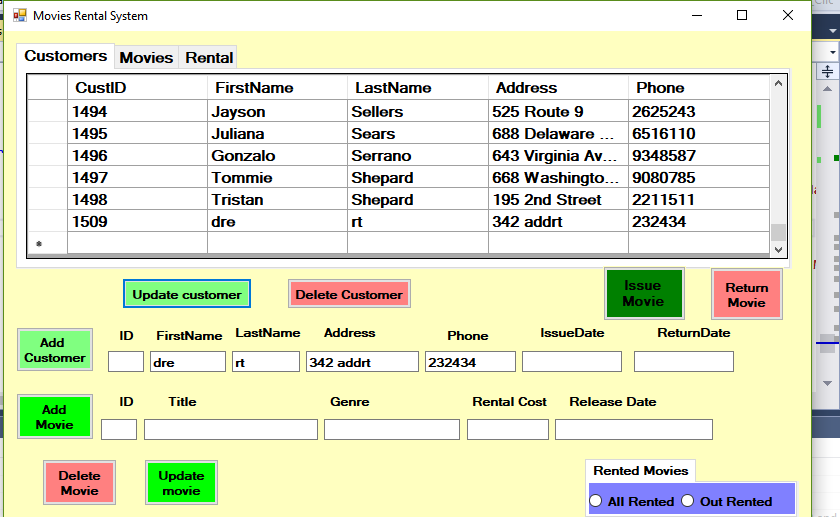 Movies Rental System
Customers Movies Rental
CustID FirstName LastName Address Phone
1494 Jayson Sellers 525 Route 9 2625243
1495 Juliana Sears 688 Delaware ... 6516110
1496 Gonzalo Serrano 643 Virginia Av... 9348587
1497 Tommie Shepard 668 Washingto... 9080785
1498 Tristan Shepard 195 2nd Street 2211511
1509 dre rt 342 addrt 232434
*
Update customer Delete Customer
Issue
Movie
Return
Movie
Add
Customer
ID FirstName LastName Address Phone IssueDate ReturnDate
dre rt 342 addrt 232434
Add
Movie
ID Title Genre Rental Cost Release Date
Delete
Movie
Update
movie
Rented Movies
All Rented Out Rented